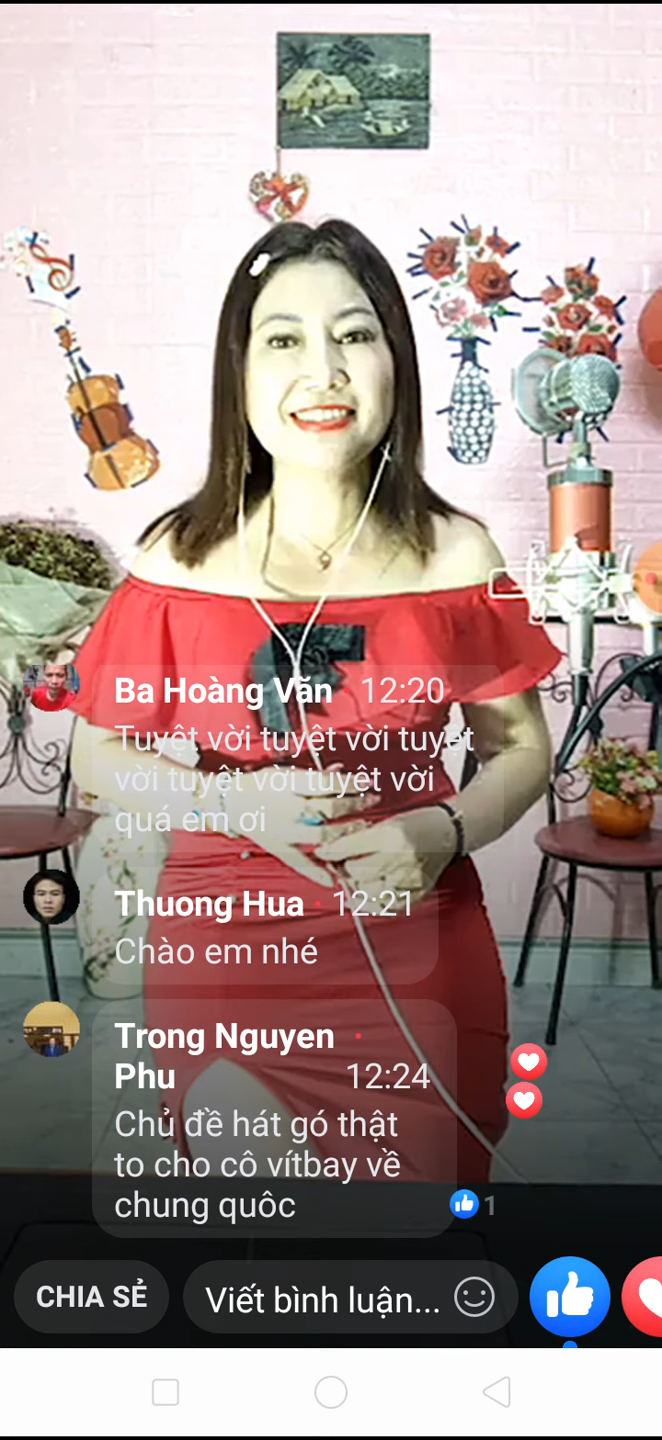 Ba Hoàng Văn 12:20
Tuyệt vời tuyệt vời tuyệt
vời tuyệt vời tuyệt vời
quá em ơi
Thuong Hua · 12:21
Chào em nhé
Trong Nguyen ·
Phu 12:24
Chủ đề hát gó thật
to cho cô vítbay về
chung quôc
1
CHIA SẺ Viết bình luận...